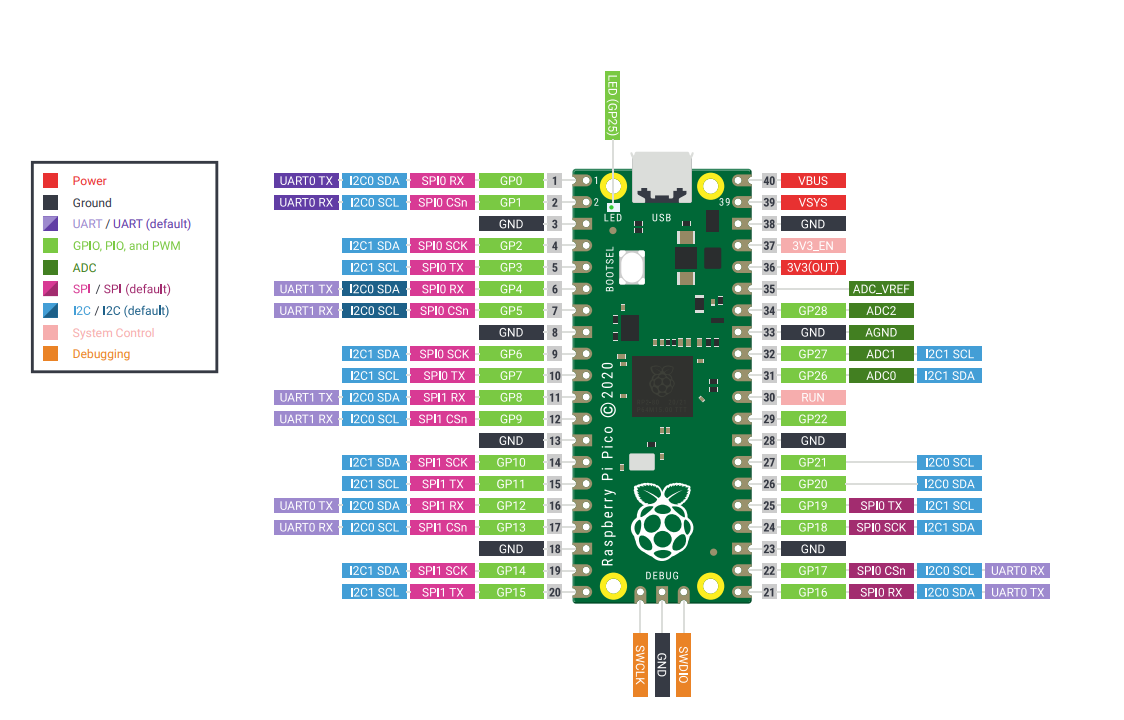 LED (GP25)
Power
Ground
UART / UART (default)
GPIO, PIO, and PWM
ADC
SPI / SPI (default)
I2C / I2C (default)
System Control
Debugging
UART0 TX I2C0 SDA SPI0 RX GP0 1 1 40 VBUS
UART0 RX I2C0 SCL SPI0 CSn GP1 2 2 39 39 VSYS
LED USB
GND 3 38 GND
I2C1 SDA SPI0 SCK GP2 4 37 3V3_EN
I2C1 SCL SPI0 TX GP3 5 BOOTSEL 36 3V3(OUT)
UART1 TX I2C0 SDA SPI0 RX GP4 6 35 ADC_VREF
UART1 RX I2C0 SCL SPI0 CSn GP5 7 34 GP28 ADC2
GND 8 33 GND AGND
I2C1 SDA SPI0 SCK GP6 9 32 GP27 ADC1 I2C1 SCL
I2C1 SCL SPI0 TX GP7 10 31 GP26 ADC0 I2C1 SDA
UART1 TX I2C0 SDA SPI1 RX GP8 11 30 RUN
UART1 RX I2C0 SCL SPI1 CSn GP9 12 29 GP22
GND 13 28 GND
I2C1 SDA SPI1 SCK GP10 14 27 GP21 I2C0 SCL
I2C1 SCL SPI1 TX GP11 15 26 GP20 I2C0 SDA
UART0 TX I2C0 SDA SPI1 RX GP12 16 25 GP19 SPI0 TX I2C1 SCL
UART0 RX I2C0 SCL SPI1 CSn GP13 17 24 GP18 SPI0 SCK I2C1 SDA
GND 18 23 GND
I2C1 SDA SPI1 SCK GP14 19 22 GP17 SPI0 CSn I2C0 SCL UART0 RX
I2C1 SCL SPI1 TX GP15 20 21 GP16 SPI0 RX I2C0 SDA UART0 TX
Raspberry Pi Pico © 2020
DEBUG
SWCLK
GND
SWDIO